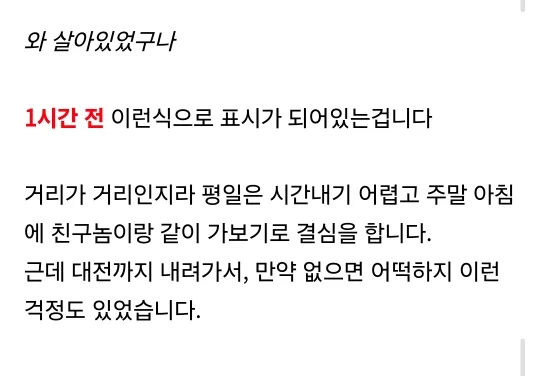 와 살아있었구나
1시간 전 이런식으로 표시가 되어있는겁니다
거리가 거리인지라 평일은 시간내기 어렵고 주말 아침
에 친구놈이랑 같이 가보기로 결심을 합니다.
근데 대전까지 내려가서, 만약 없으면 어떡하지 이런
걱정도 있었습니다.